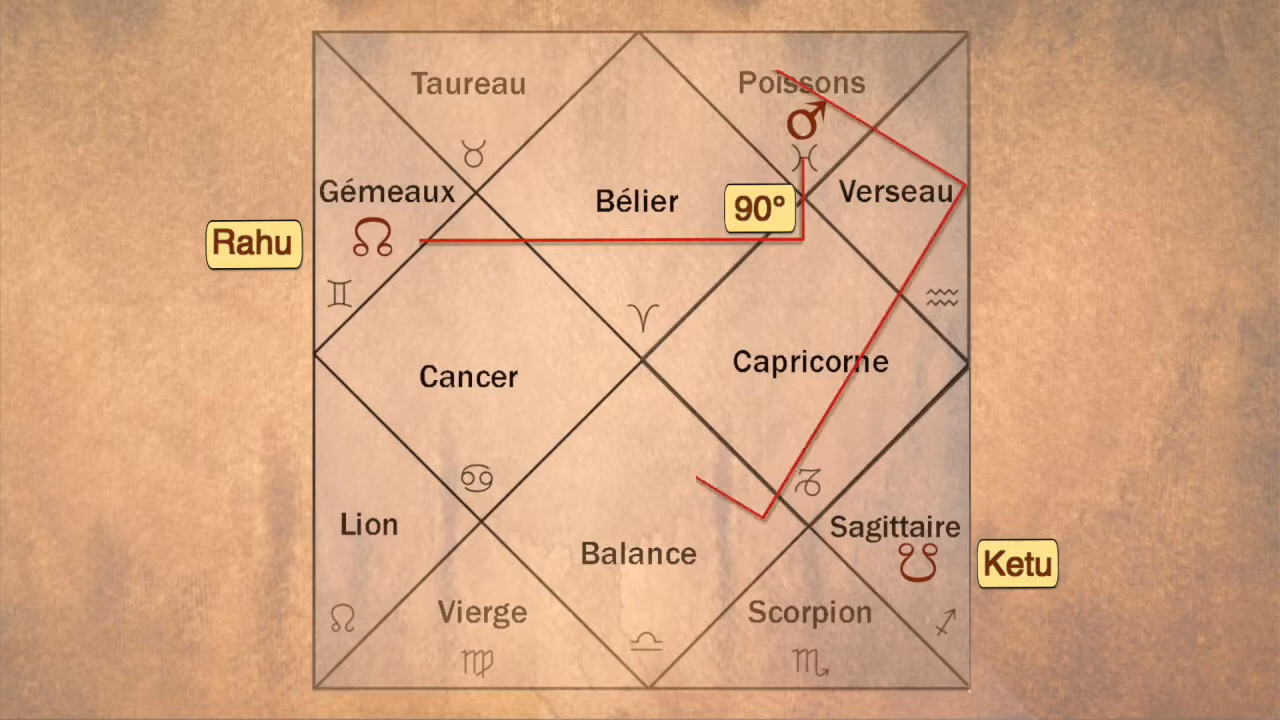 Taureau
Poissons
♂
♉
♓
Gémeaux
Bélier
90°
Verseau
Rahu
☊
♊
♒
♈
Cancer
Capricorne
♋
♑
Lion
Sagittaire
Balance
☋
Ketu
Vierge
Scorpion
♌
♎
♐
♍
♏